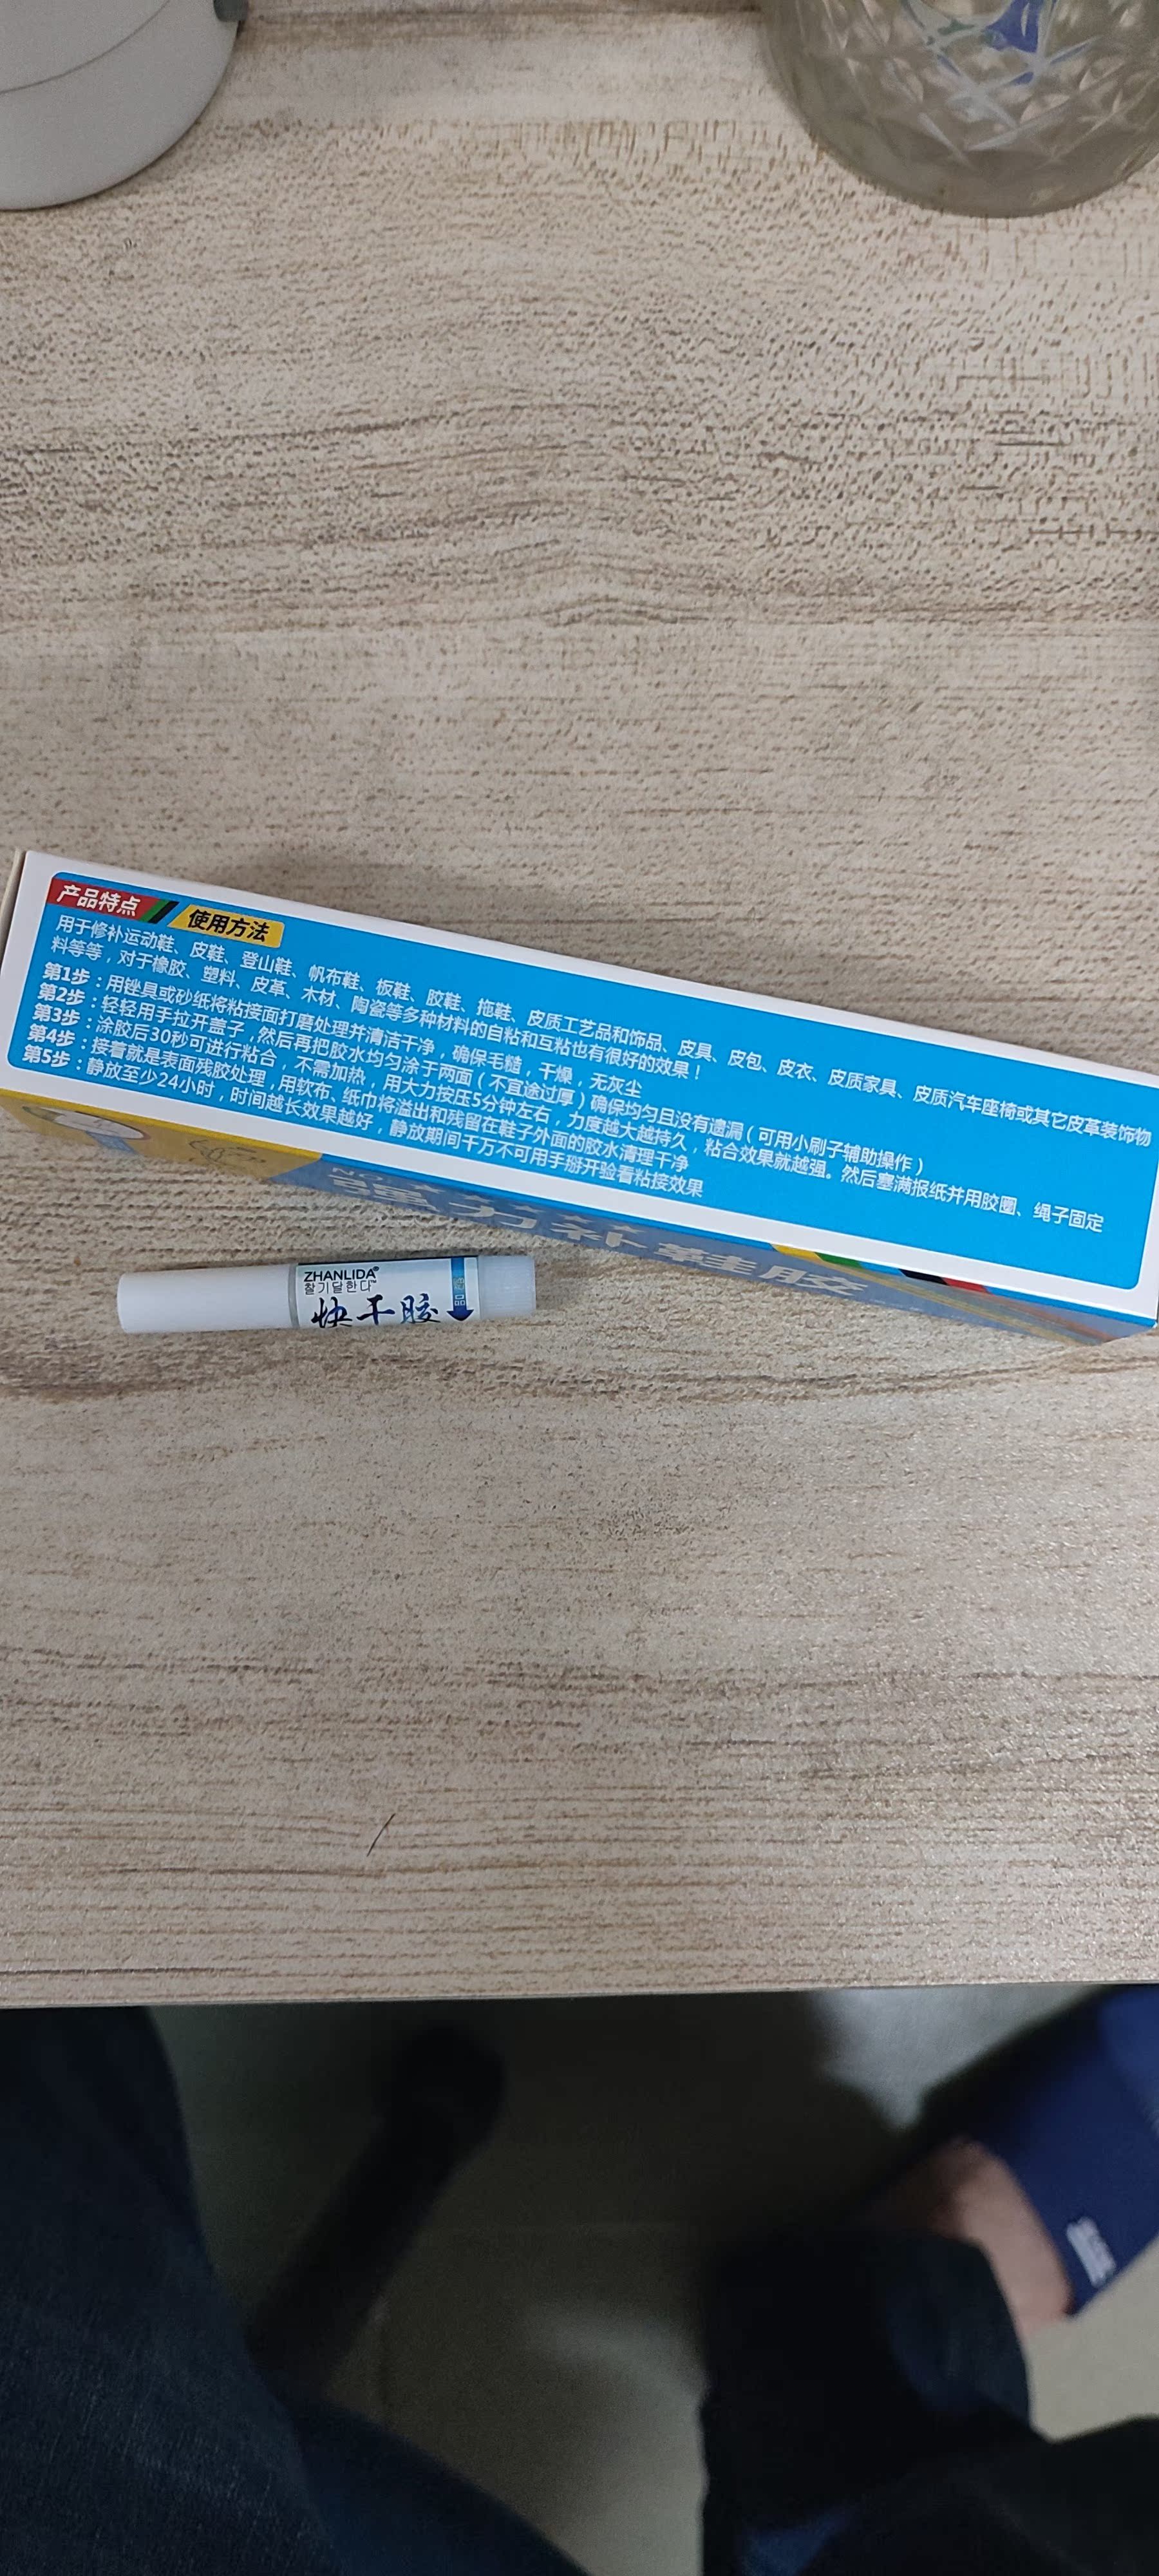 产品特点 使用方法
用于修补运动鞋、皮鞋、登山鞋、帆布鞋、板鞋、胶鞋、拖鞋、皮质工艺品和饰品、皮具、皮包、皮衣、皮质家具、皮质汽车座椅或其它皮革装饰物
料等等，对于橡胶、塑料、皮革、木材、陶瓷等多种材料的自粘和互粘也有很好的效果！
第1步：用锉具或砂纸将粘接面打磨处理并清洁干净，确保毛糙，干燥，无灰尘
第2步：轻轻用手拉开盖子，然后再把胶水均匀涂于两面（不宜途过厚）确保均匀且没有遗漏（可用小刷子辅助操作）
第3步：涂胶后30秒可进行粘合，不需加热，用大力按压5分钟左右，力度越大越持久，粘合效果就越强。然后塞满报纸并用胶圈、绳子固定
第4步：接着就是表面残胶处理，用软布、纸巾将溢出和残留在鞋子外面的胶水清理干净
第5步：静放至少24小时，时间越长效果越好，静放期间千万不可用手掰开验看粘接效果
强力补鞋胶
ZHANLIDA®
찰기달한다
快干胶